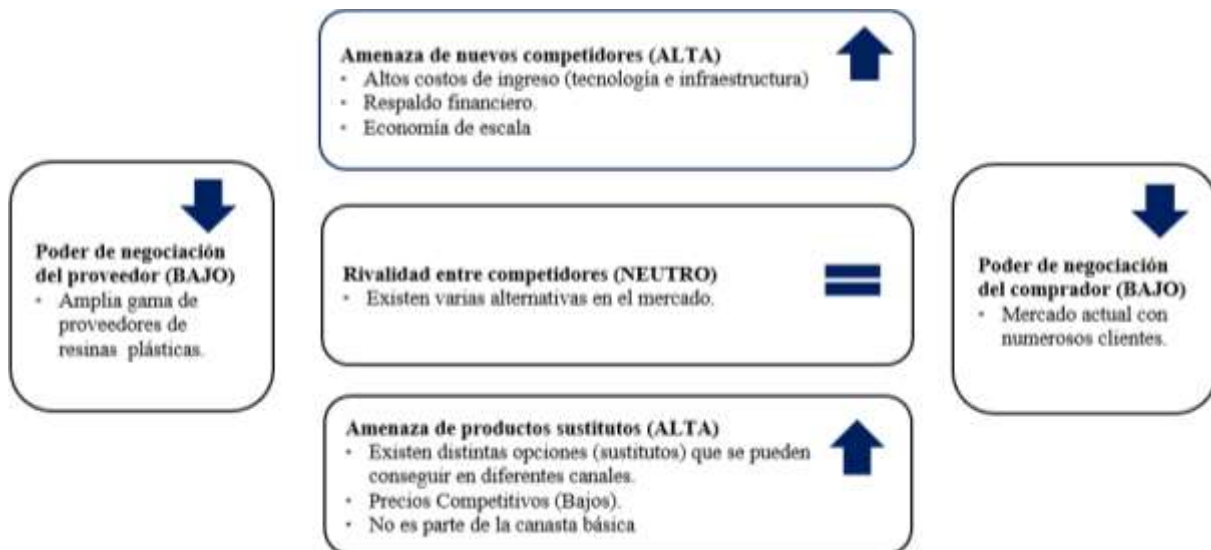 Amenaza de nuevos competidores (ALTA)
• Altos costos de ingreso (tecnología e infraestructura)
• Respaldo financiero.
• Economía de escala
Poder de negociación
del proveedor (BAJO)
• Amplia gama de
proveedores de
resinas plásticas.
Rivalidad entre competidores (NEUTRO)
• Existen varias alternativas en el mercado.
Poder de negociación
del comprador (BAJO)
• Mercado actual con
numerosos clientes.
Amenaza de productos sustitutos (ALTA)
• Existen distintas opciones (sustitutos) que se pueden
conseguir en diferentes canales.
• Precios Competitivos (Bajos).
• No es parte de la canasta básica